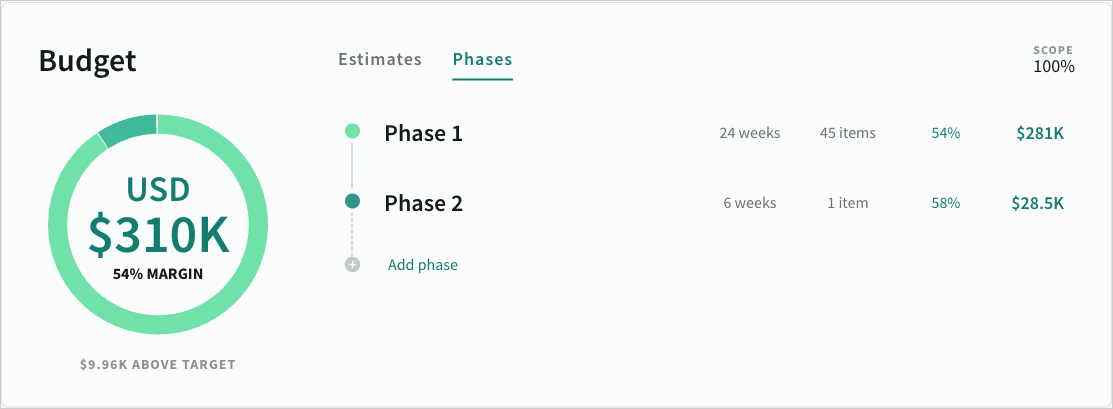 Budget
Estimates Phases
SCOPE
100%
USD
$310K
54% MARGIN
$9.96K ABOVE TARGET
Phase 1 24 weeks 45 items 54% $281K
Phase 2 6 weeks 1 item 58% $28.5K
+ Add phase